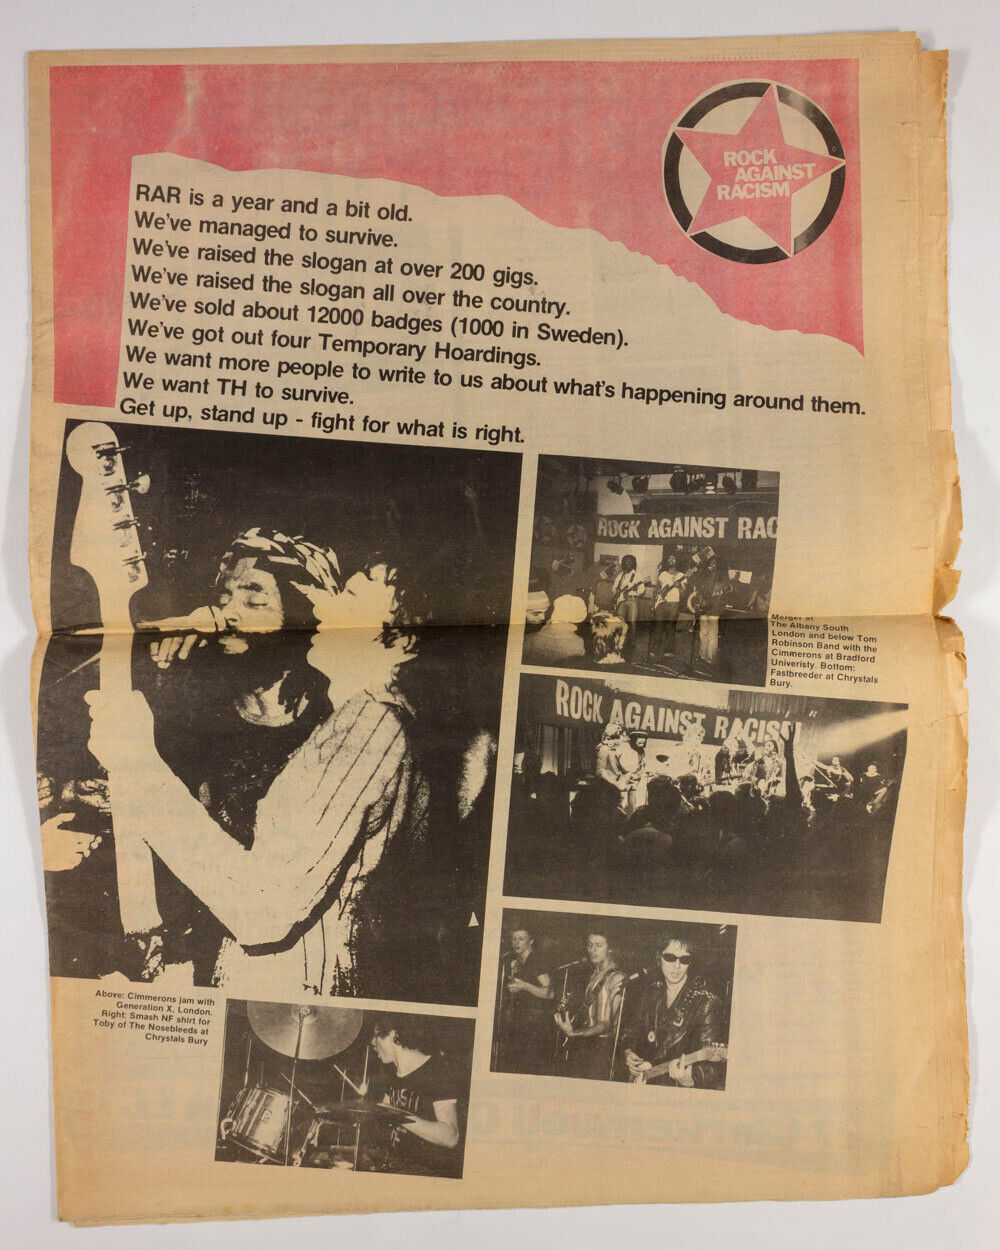 ROCK
AGAINST
RACISM
RAR is a year and a bit old.
We've managed to survive.
We've raised the slogan at over 200 gigs.
We've raised the slogan all over the country.
We've sold about 12000 badges (1000 in Sweden).
We've got out four Temporary Hoardings.
We want more people to write to us about what's happening around them.
We want TH to survive.
Get up, stand up - fight for what is right.
ROCK AGAINST RAC
Merger at
The Albany South
London and below Tom
Robinson Band with the
Cimmerons at Bradford
Univeristy. Bottom:
Fastbreeder at Chrystals
Bury.
ROCK AGAINST RACISM
Above: Cimmerons jam with
Generation X, London.
Right: Smash NF shirt for
Toby of The Nosebleeds at
Chrystals Bury